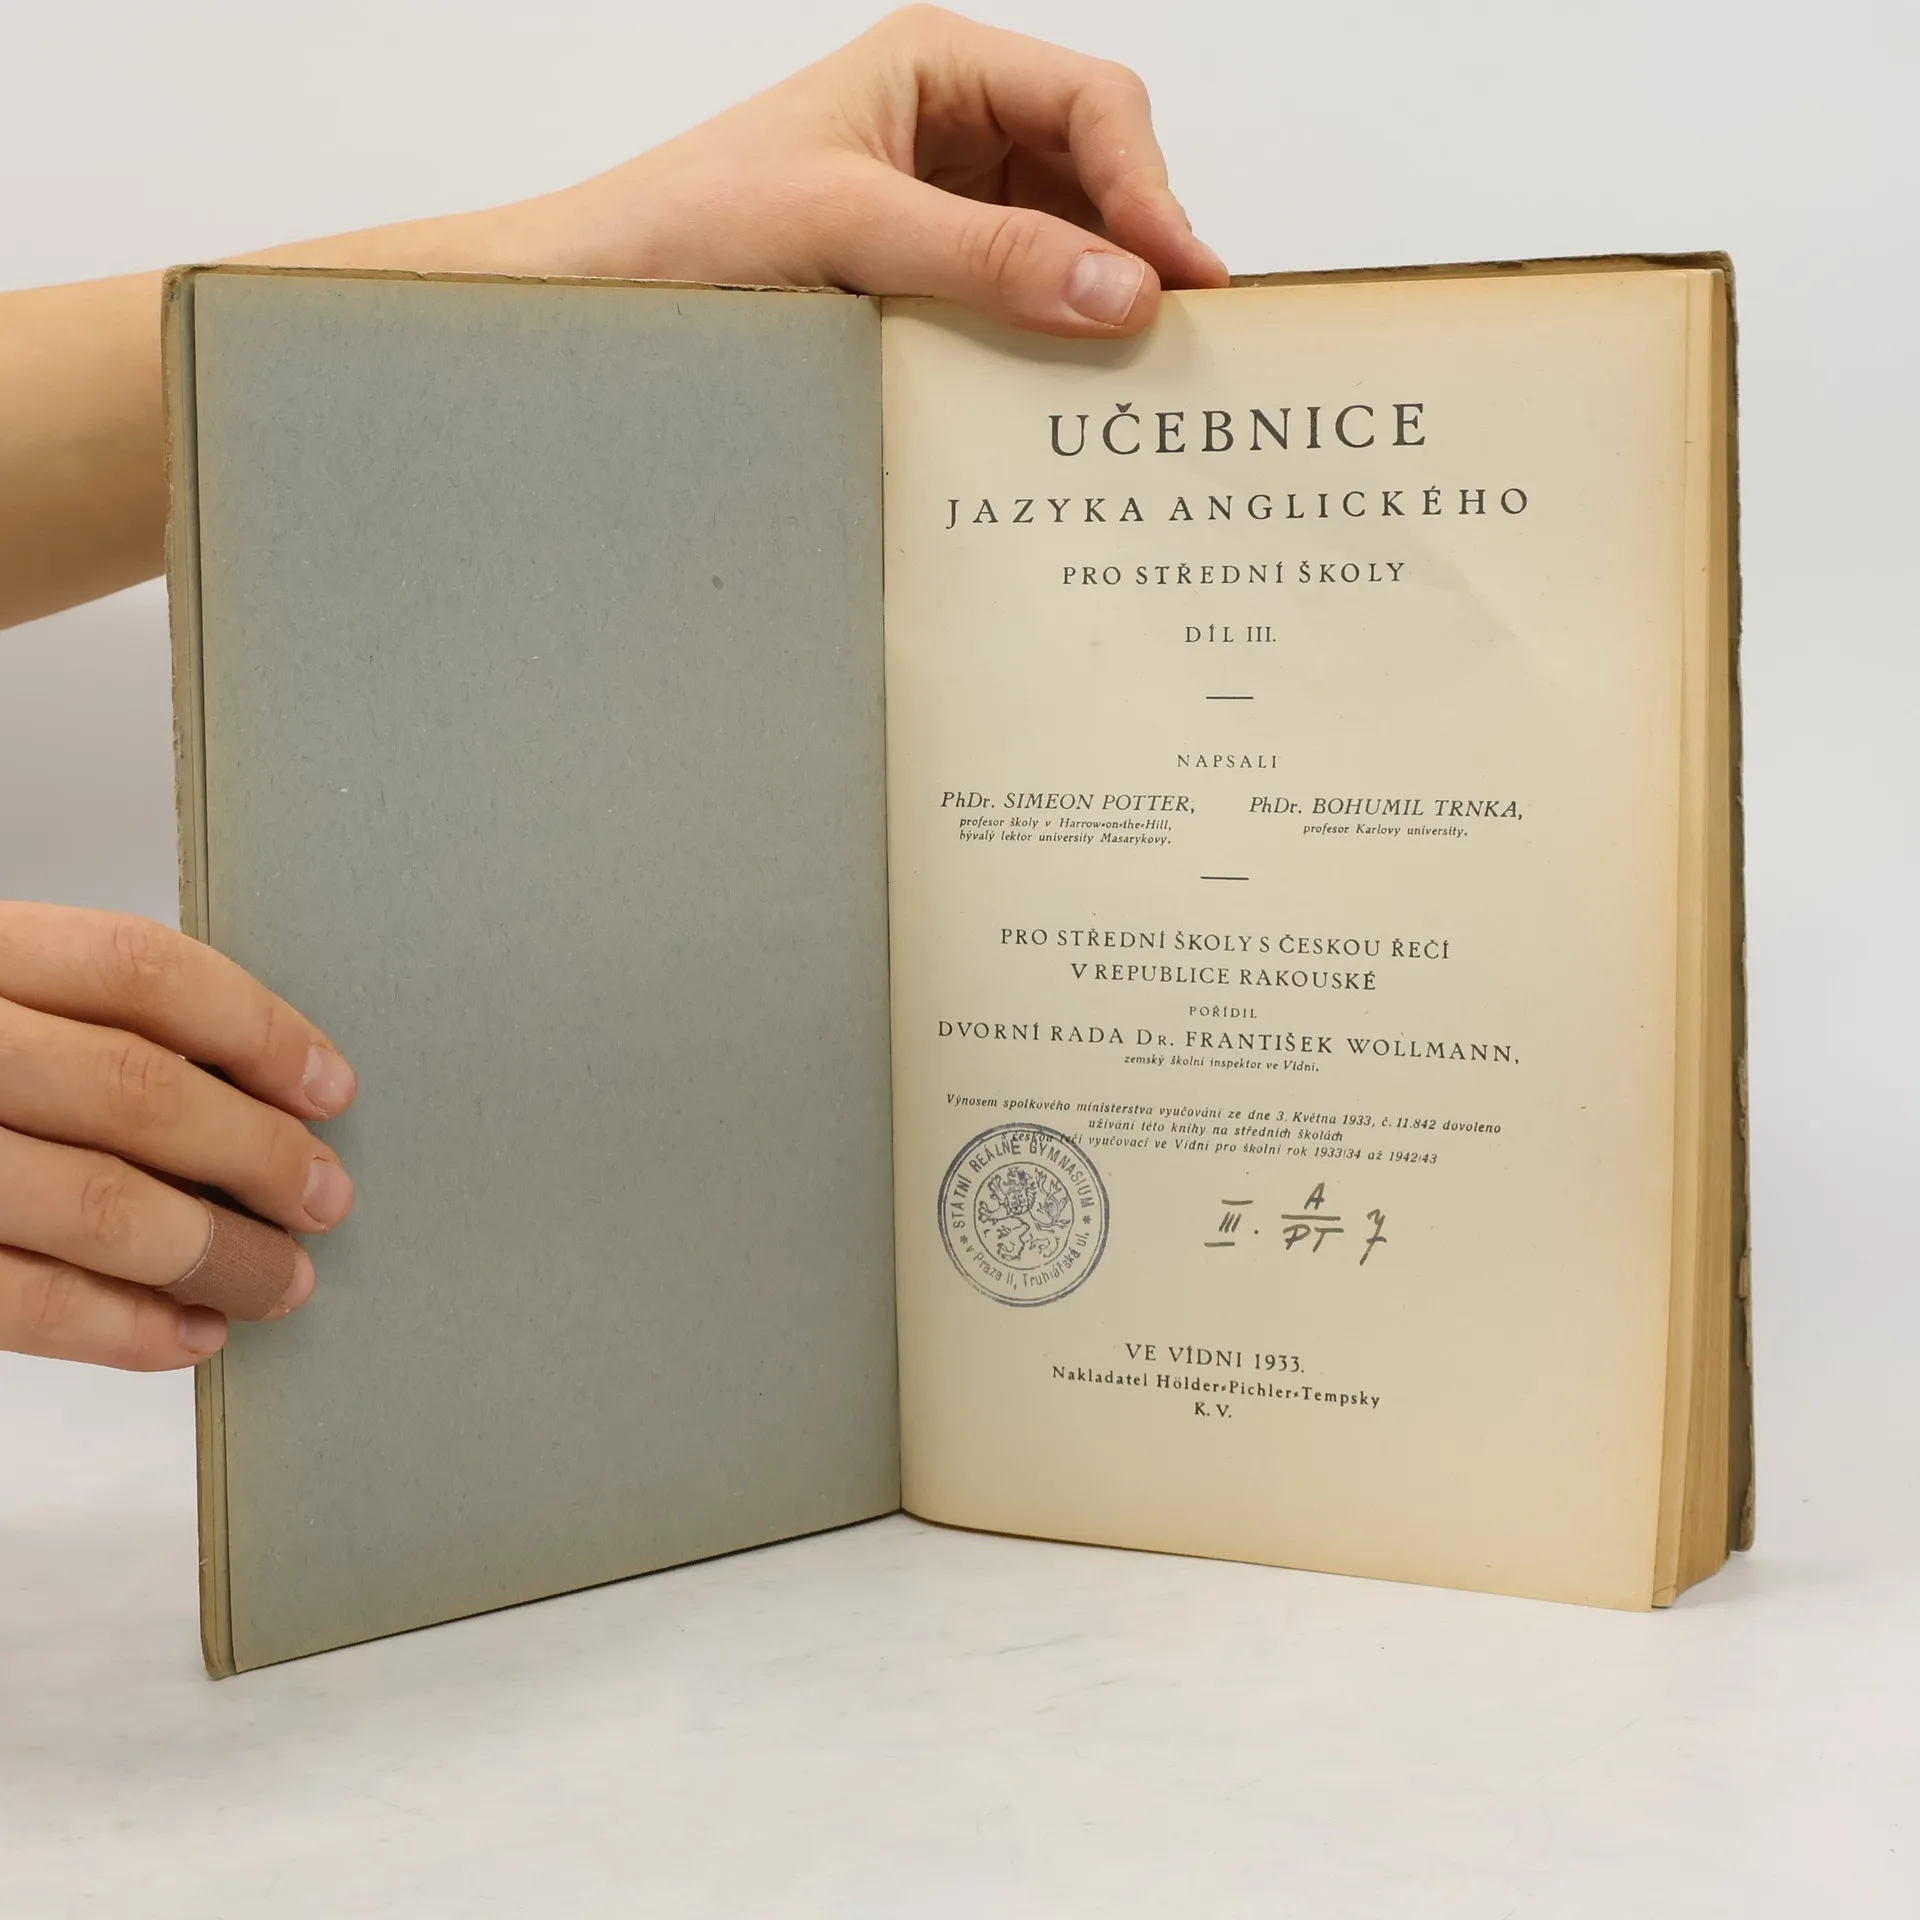 UČEBNICE
JAZYKA ANGLICKÉHO
PRO STŘEDNÍ ŠKOLY
DÍL III.
NAPSALI
PhDr. SIMEON POTTER,
profesor školy v Harrow-on-the-Hill,
bývalý lektor university Masarykovy.
PhDr. BOHUMIL TRNKA,
profesor Karlovy university.
PRO STŘEDNÍ ŠKOLY S ČESKOU ŘEČÍ
V REPUBLICE RAKOUSKÉ
POŘÍDIL
DVORNÍ RADA DR. FRANTIŠEK WOLLMANN,
zemský školní inspektor ve Vídni.
Výnosem spolkového ministerstva vyučování ze dne 3. Května 1933, č. 11.842 dovoleno
užívání této knihy na středních školách
s českou řečí vyučovací ve Vídni pro školní rok 1933/34 až 1942/43
* STÁTNÍ REÁLNÉ GYMNASIUM *
v Praze II, Truhlářská ul.
III. A
PT
VE VÍDNI 1933.
Nakladatel Hölder-Pichler-Tempsky
K. V.